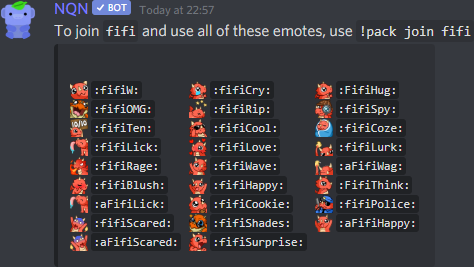 NQN ✓ BOT Today at 22:57
To join fifi and use all of these emotes, use !pack join fifi
:fifiW: :fifiCry: :FifiHug:
:fifiOMG: :fifiRip: :fifiSpy:
:fifiTen: :fifiCool: :fifiCoze:
:fifiLick: :fifiLove: :fifiLurk:
:fifiRage: :fifiWave: :aFifiWag:
:fifiBlush: :fifiHappy: :FifiThink:
:aFifiLick: :fifiCookie: :fifiPolice:
:fifiScared: :fifiShades: :aFifiHappy:
:aFifiScared: :fifiSurprise: